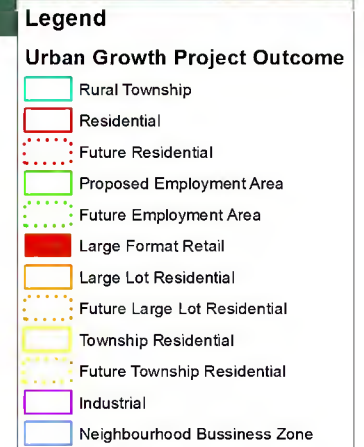 Legend
Urban Growth Project Outcome
Rural Township
Residential
Future Residential
Proposed Employment Area
Future Employment Area
Large Format Retail
Large Lot Residential
Future Large Lot Residential
Township Residential
Future Township Residential
Industrial
Neighbourhood Bussiness Zone